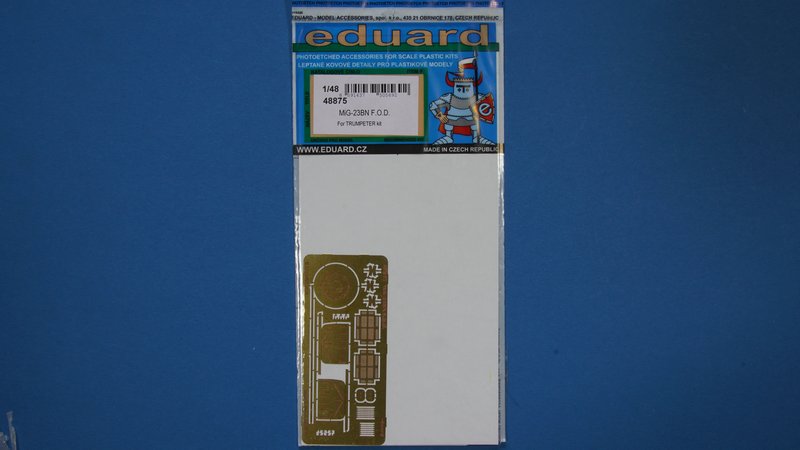 EDUARD - MODEL ACCESSORIES, spol. s r.o., 435 21 OBRNICE 170, CZECH REPUBLIC
eduard
PHOTOETCHED ACCESSORIES FOR SCALE PLASTIC KITS
LEPTANÉ KOVOVÉ DETAILY PRO PLASTIKOVÉ MODELY
1/48
48875
MiG-23BN F.O.D.
For TRUMPETER kit
e
WWW.EDUARD.CZ
MADE IN CZECH REPUBLIC